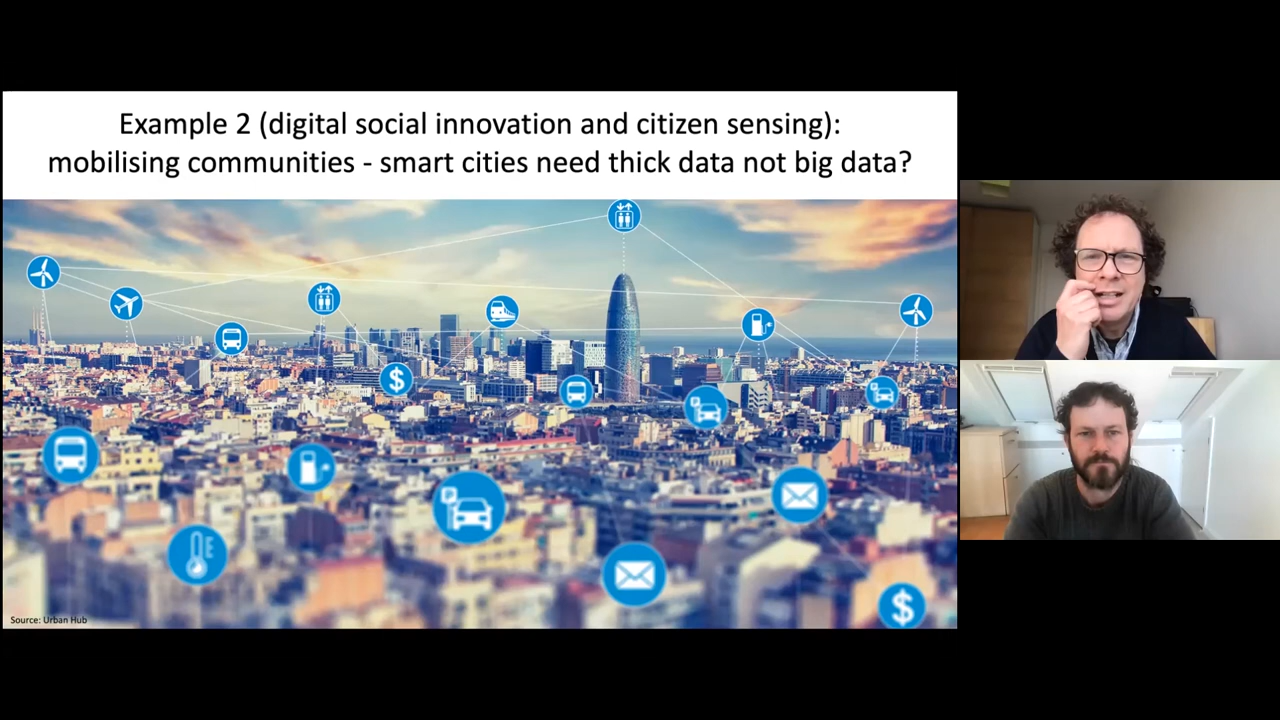 Example 2 (digital social innovation and citizen sensing):
mobilising communities - smart cities need thick data not big data?
Source: Urban Hub